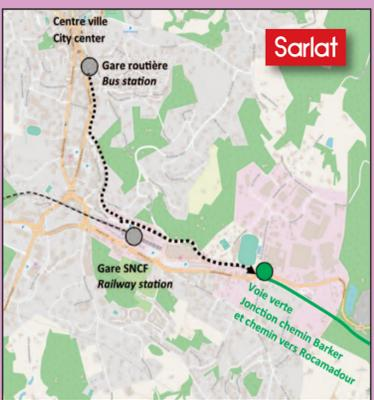 Centre ville
City center
Sarlat
Gare routière
Bus station
Gare SNCF
Railway station
Voie verte
Jonction chemin Barker
et chemin vers Rocamadour